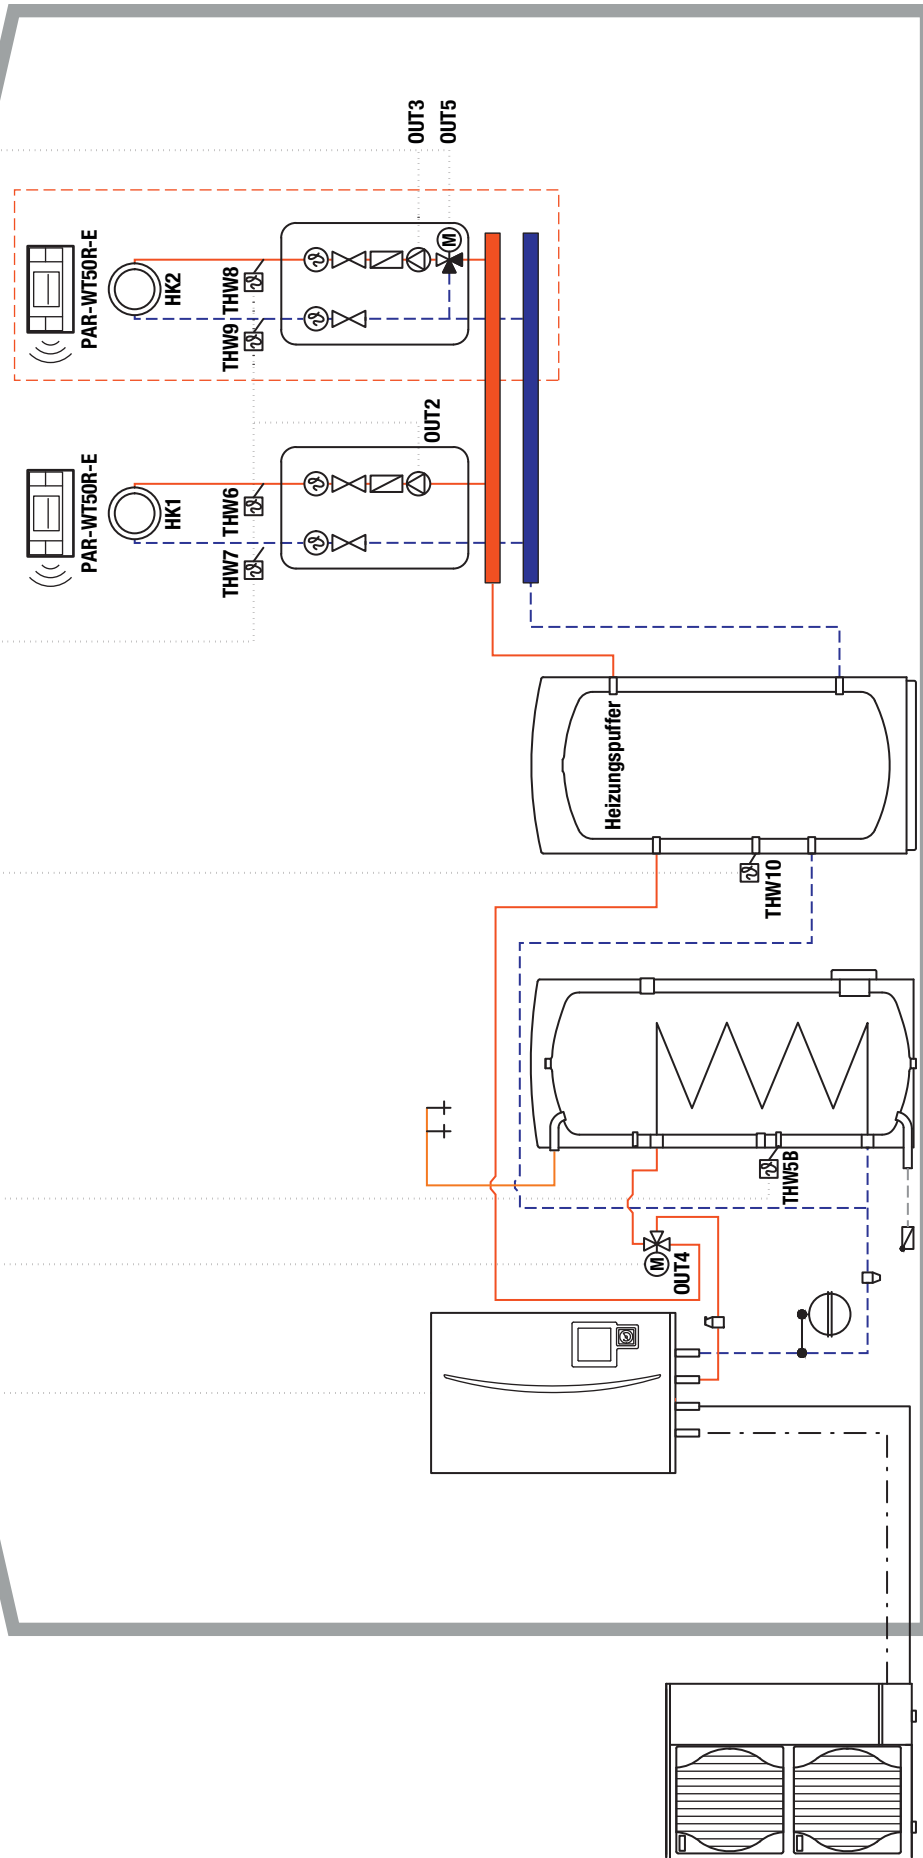 OUT3
OUT5
PAR-WT50R-E
HK2
THW8
THW9
OUT2
PAR-WT50R-E
HK1
THW6
THW7
M
Heizungspuffer
THW10
THW5B
M
OUT4